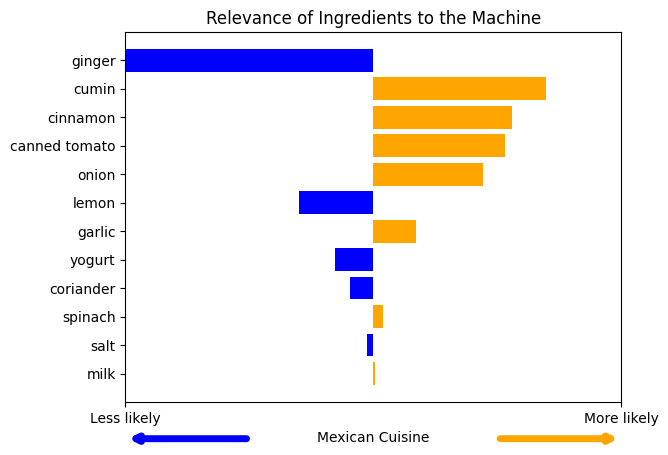 Relevance of Ingredients to the Machine
ginger
cumin
cinnamon
canned tomato
onion
lemon
garlic
yogurt
coriander
spinach
salt
milk
Less likely
More likely
Mexican Cuisine